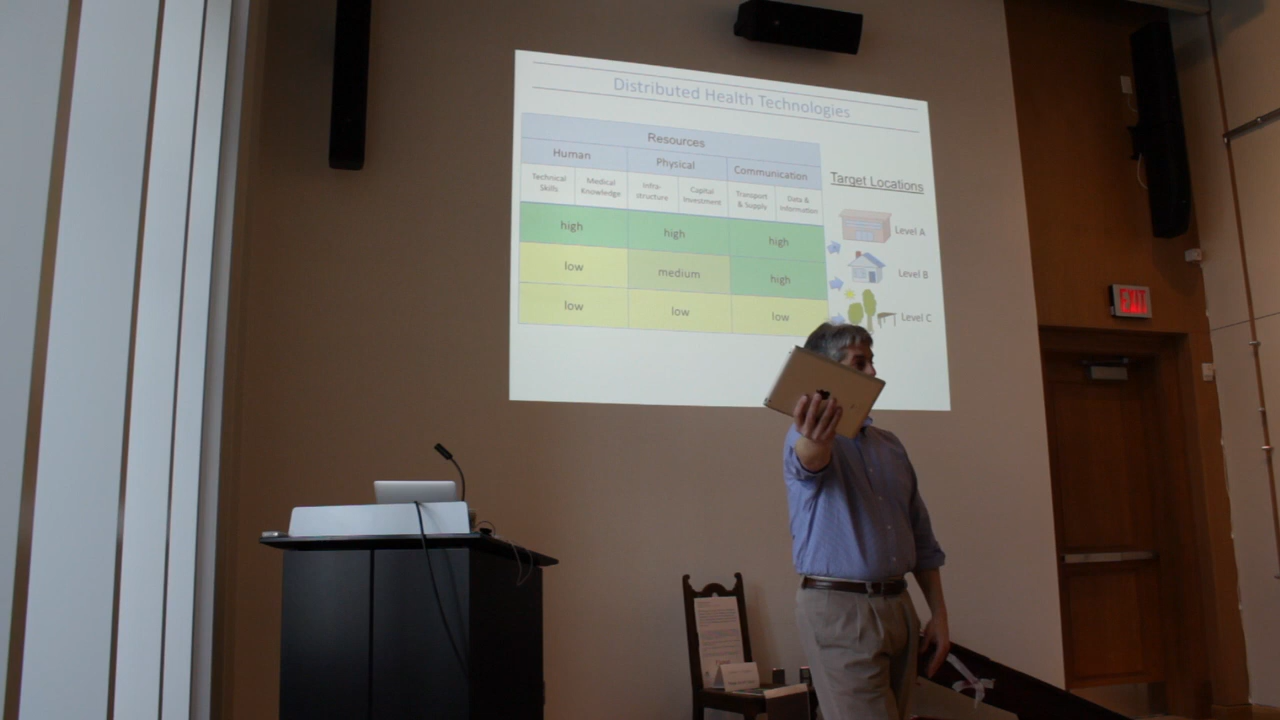 Distributed Health Technologies
Resources
Human Physical Communication
Technical Skills Medical Knowledge Infra-structure Capital Investment Transport & Supply Data & Information
high high high
low medium high
low low low
Target Locations
Level A
Level B
Level C
EXIT